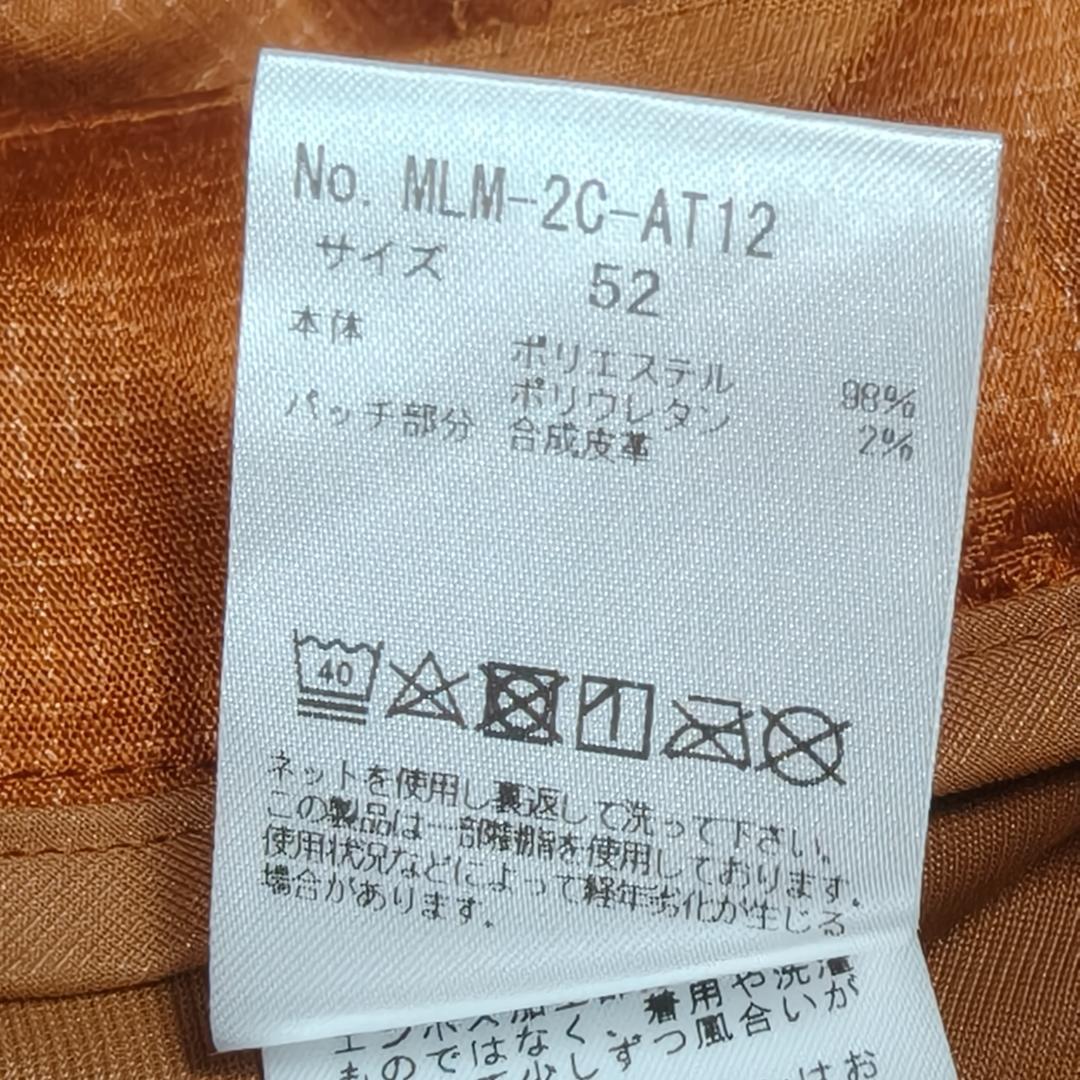 No. MLM-2C-AT12
サイズ 52
本体 ポリエステル 98%
ポリウレタン 2%
パッチ部分 合成皮革
40
ネットを使用し裏返しで洗って下さい。
この製品は一部樹脂を使用しております。
使用状況などによって経年劣化が生じる
場合があります。
着用や洗濯
ものではなく、
少しずつ風合いが
はお